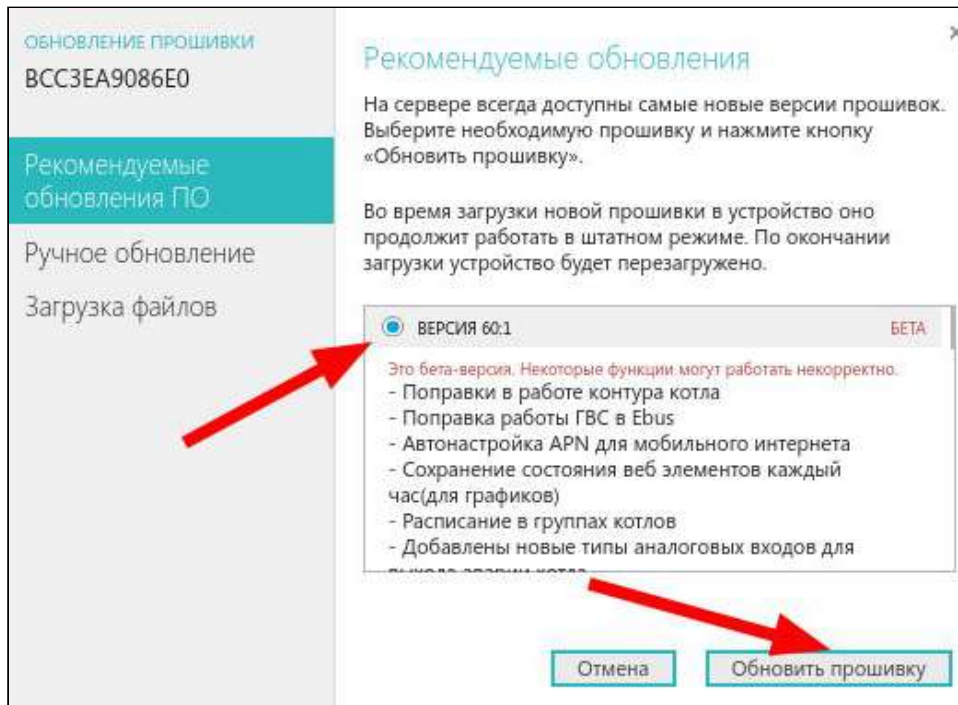 ОБНОВЛЕНИЕ ПРОШИВКИ
BCC3EA9086E0
Рекомендуемые
обновления ПО
Ручное обновление
Загрузка файлов
Рекомендуемые обновления
На сервере всегда доступны самые новые версии прошивок.
Выберите необходимую прошивку и нажмите кнопку
«Обновить прошивку».
Во время загрузки новой прошивки в устройство оно
продолжит работать в штатном режиме. По окончании
загрузки устройство будет перезагружено.
ВЕРСИЯ 60:1 БЕТА
Это бета-версия. Некоторые функции могут работать некорректно.
- Поправки в работе контура котла
- Поправка работы ГВС в Ebus
- Автонастройка APN для мобильного интернета
- Сохранение состояния веб элементов каждый
час(для графиков)
- Расписание в группах котлов
- Добавлены новые типы аналоговых входов для
выхода аварии котла
Отмена
Обновить прошивку